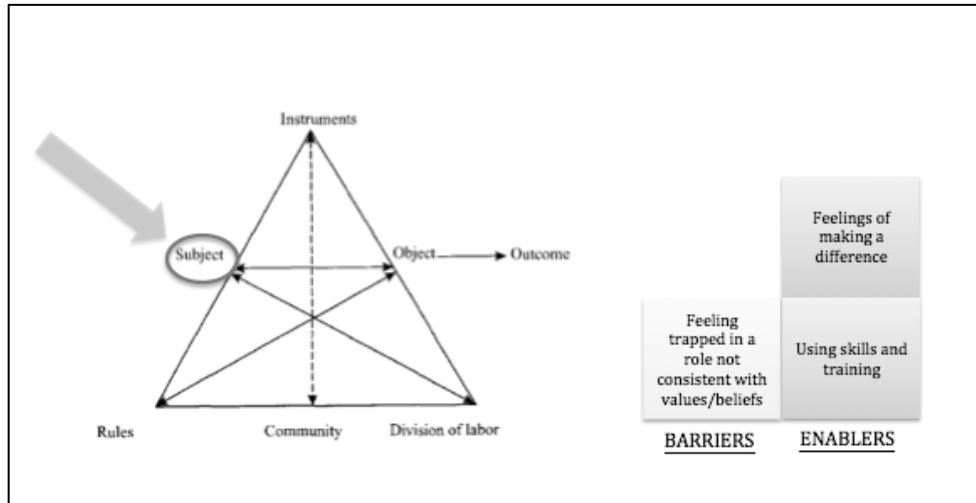 Instruments
Subject
Object
Outcome
Rules
Community
Division of labor
Feelings of
making a
difference
Feeling
trapped in a
role not
consistent with
values/beliefs
Using skills and
training
BARRIERS
ENABLERS